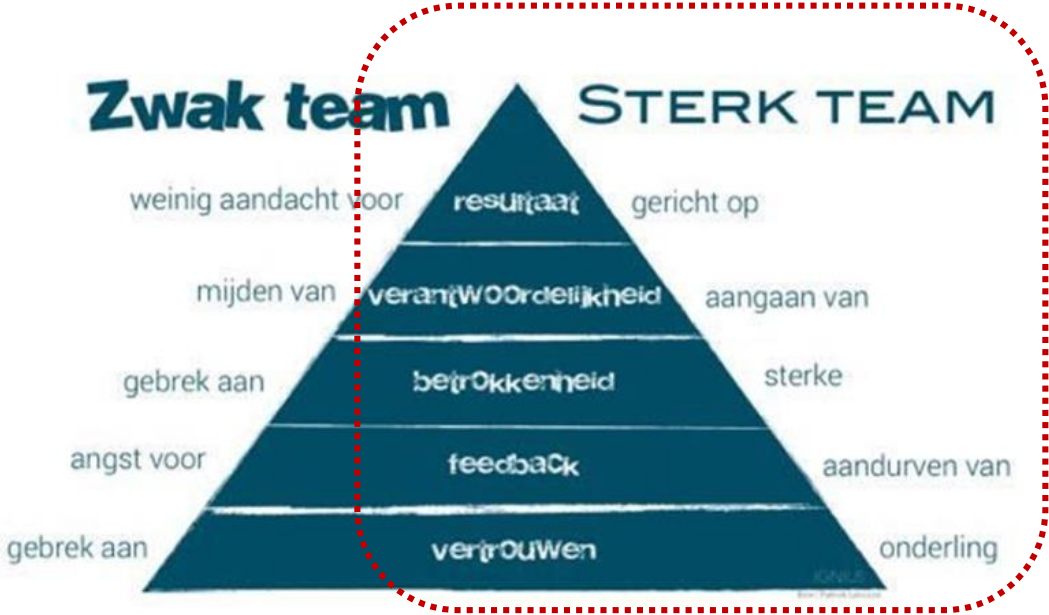 Zwak team STERK TEAM
weinig aandacht voor resultaat gericht op
mijden van verantwoordelijkheid aangaan van
gebrek aan betrokkenheid sterke
angst voor feedback aandurven van
gebrek aan vertrouwen onderling
IGNIUS